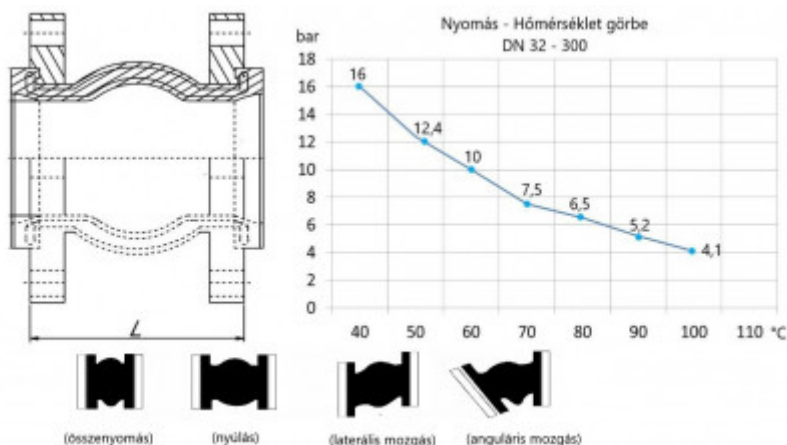 Nyomás - Hőmérséklet görbe
DN 32 - 300
bar
18
16
14
12
10
8
6
4
2
0
16
12,4
10
7,5
6,5
5,2
4,1
40 50 60 70 80 90 100 110 °C
L
(összenyomás) (nyúlás) (laterális mozgás) (anguláris mozgás)